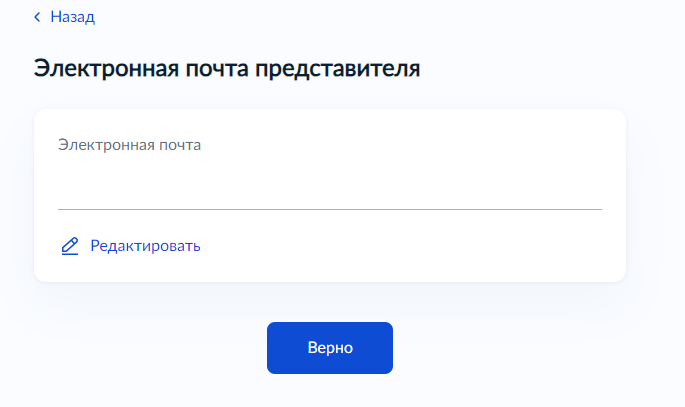 Назад
Электронная почта представителя
Электронная почта
Редактировать
Верно